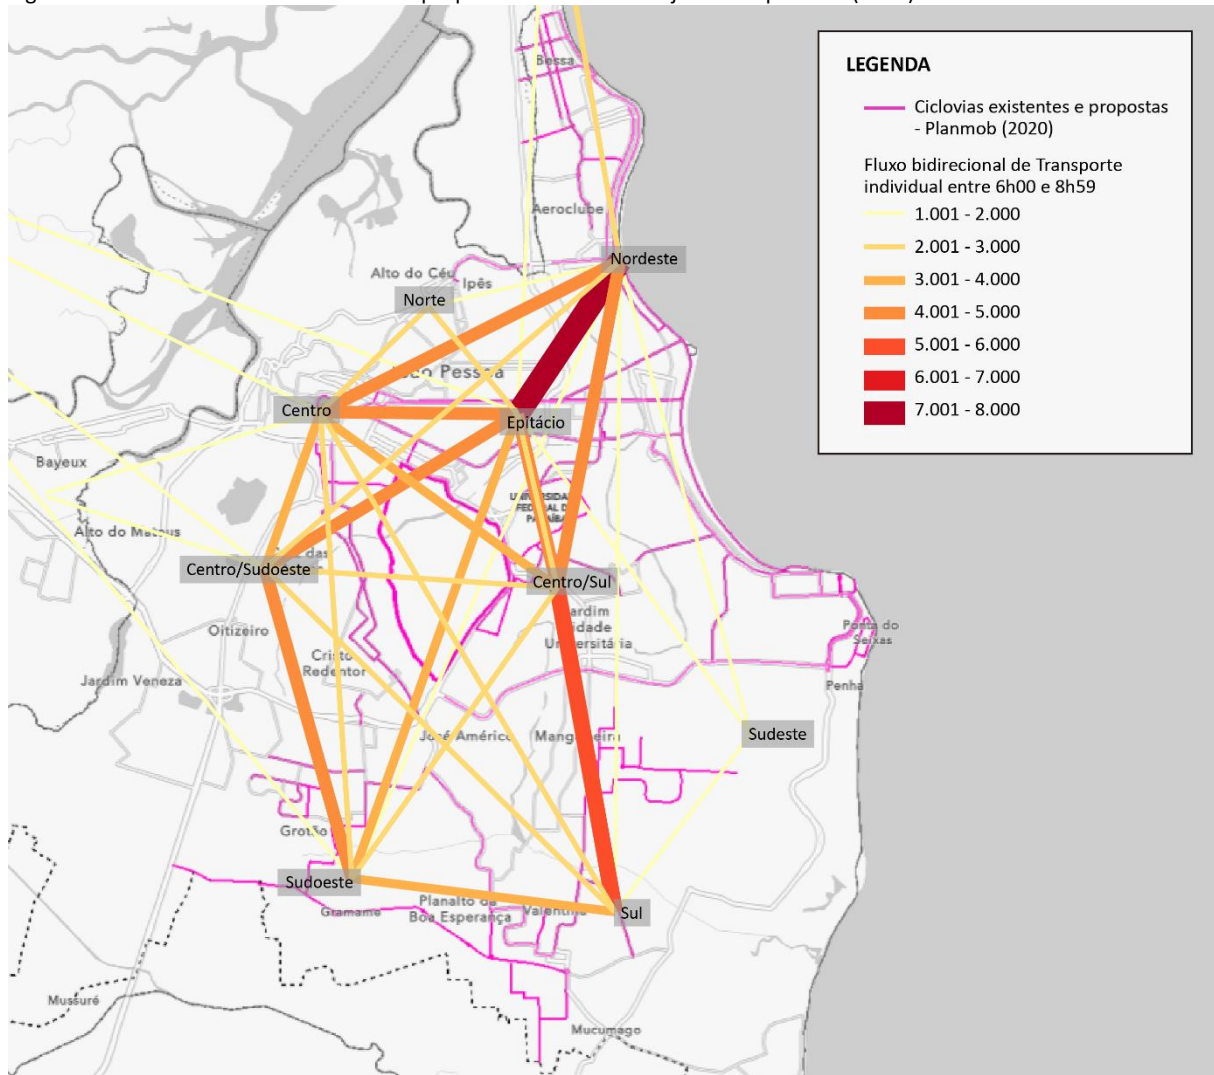 Bessa
LEGENDA
Ciclovias existentes e propostas
- Planmob (2020)
Fluxo bidirecional de Transporte
individual entre 6h00 e 8h59
1.001 - 2.000
2.001 - 3.000
3.001 - 4.000
4.001 - 5.000
5.001 - 6.000
6.001 - 7.000
7.001 - 8.000
Aeroclube
Nordeste
Alto do Céu
Ipês
Norte
Pessoa
Centro
Epitácio
Bayeux
Alto do Mateus
das
Centro/Sudoeste
Centro/Sul
Oitizeiro
Cristo
Redentor
Universitária
Ponta do
Seixas
Jardim Veneza
Penha
José Américo
Mangabeira
Sudeste
Grotão
Sudoeste
Gramame
Planalto da
Boa Esperança
Valentina
Sul
Mussuré
Mucumago